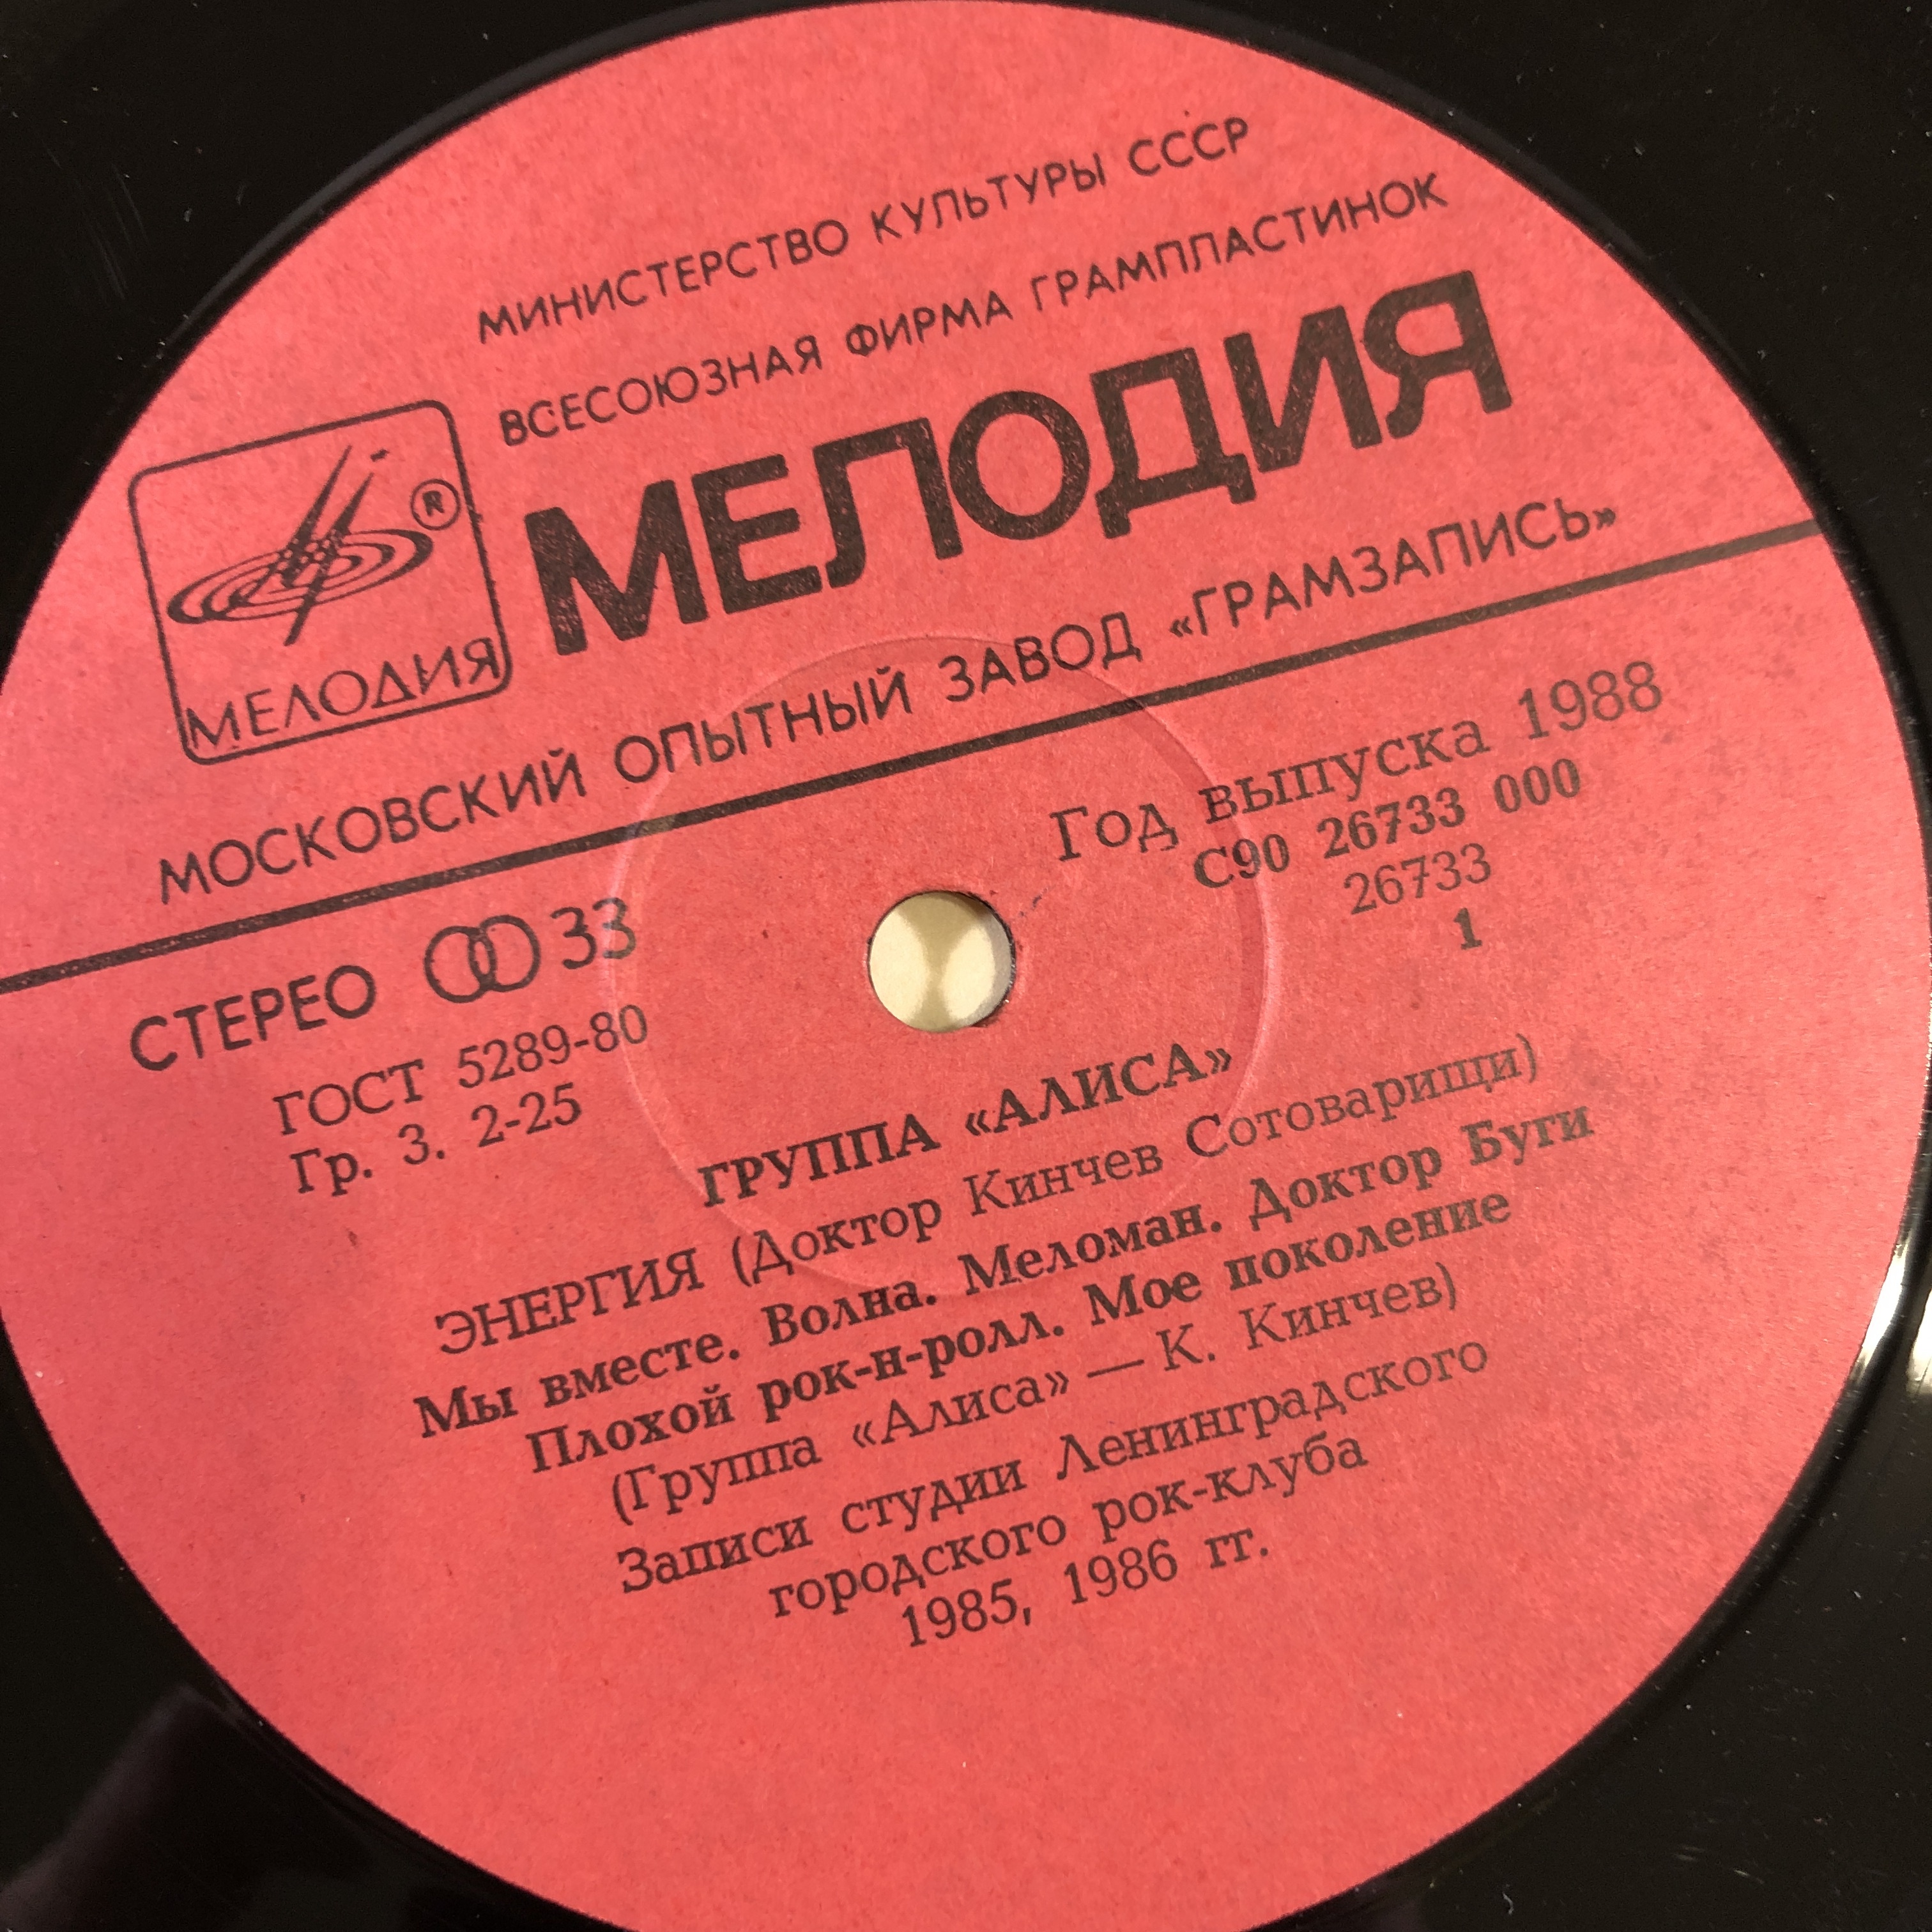 МИНИСТЕРСТВО КУЛЬТУРЫ СССР
ВСЕСОЮЗНАЯ ФИРМА ГРАМПЛАСТИНОК
МЕЛОДИЯ
®
МЕЛОДИЯ
МОСКОВСКИЙ ОПЫТНЫЙ ЗАВОД «ГРАМЗАПИСЬ»
СТЕРЕО 33
ГОСТ 5289-80
Гр. 3. 2-25
Год выпуска 1988
С90 26733 000
26733
1
ГРУППА «АЛИСА»
ЭНЕРГИЯ (Доктор Кинчев Сотоварищи)
Мы вместе. Волна. Меломан. Доктор Буги
Плохой рок-н-ролл. Мое поколение
(Группа «Алиса» — К. Кинчев)
Записи студии Ленинградского
городского рок-клуба
1985, 1986 гг.